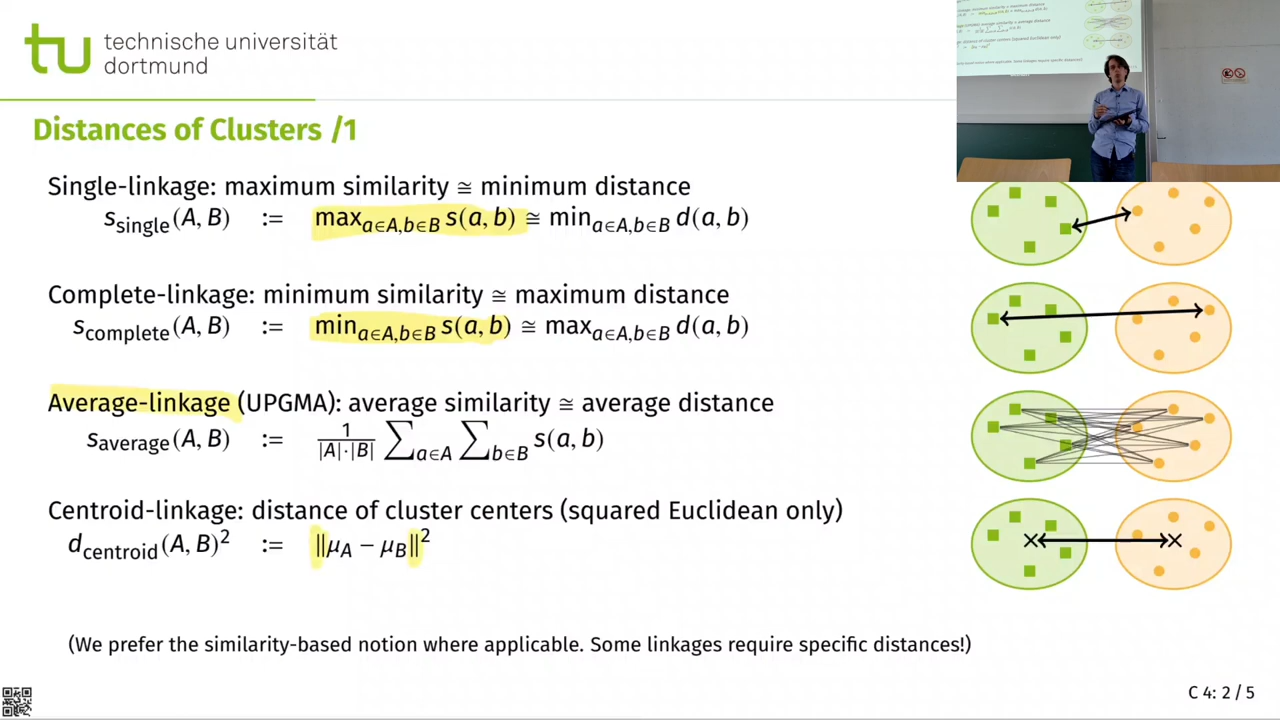 tu technische universität
dortmund
Distances of Clusters /1
Single-linkage: maximum similarity ≅ minimum distance
s_single(A, B) := max_{a∈A,b∈B} s(a, b) ≅ min_{a∈A,b∈B} d(a, b)
Complete-linkage: minimum similarity ≅ maximum distance
s_complete(A, B) := min_{a∈A,b∈B} s(a, b) ≅ max_{a∈A,b∈B} d(a, b)
Average-linkage (UPGMA): average similarity ≅ average distance
s_average(A, B) := 1/|A|·|B| ∑_{a∈A} ∑_{b∈B} s(a, b)
Centroid-linkage: distance of cluster centers (squared Euclidean only)
d_centroid(A, B)² := ‖μ_A − μ_B‖²
(We prefer the similarity-based notion where applicable. Some linkages require specific distances!)
C 4: 2 / 5